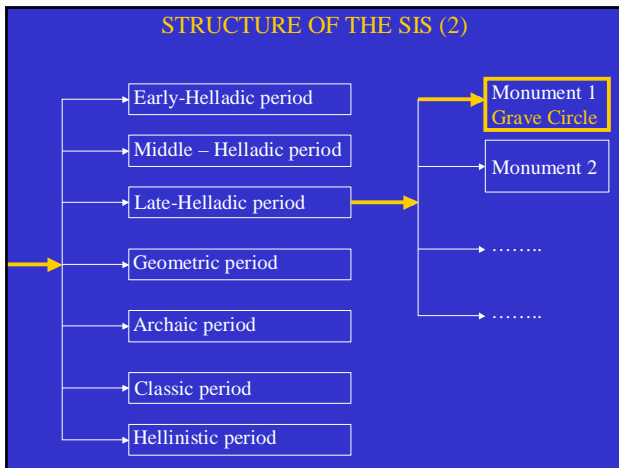 STRUCTURE OF THE SIS (2)
Early-Helladic period
Middle – Helladic period
Late-Helladic period
Geometric period
Archaic period
Classic period
Hellinistic period
Monument 1
Grave Circle
Monument 2
……..
……..